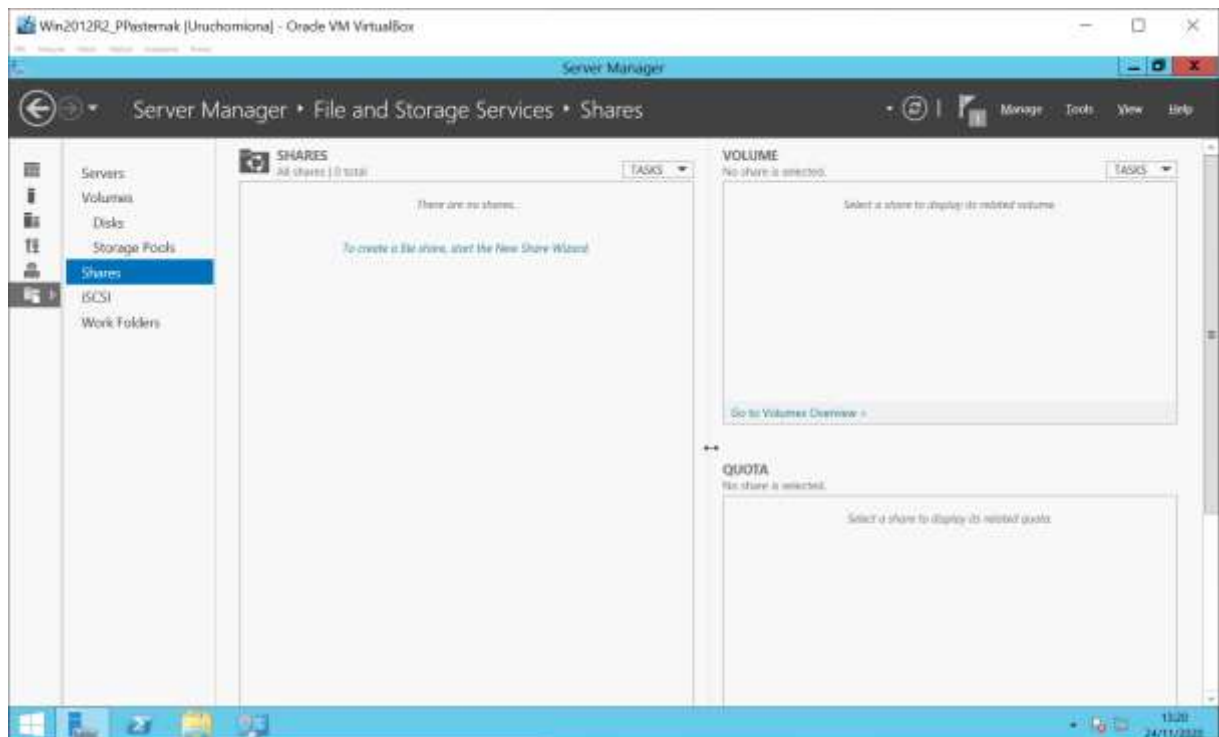 Win2012R2_PPasternak [Uruchomiona] - Oracle VM VirtualBox
Server Manager
Server Manager • File and Storage Services • Shares
Manage Tools View Help
Servers
Volumes
Disks
Storage Pools
Shares
iSCSI
Work Folders
SHARES
All shares | 0 total
TASKS
There are no shares.
To create a file share, start the New Share Wizard.
VOLUME
No share is selected.
TASKS
Select a share to display its related volume.
Go to Volumes Overview >
QUOTA
No share is selected.
Select a share to display its related quota.
13:20
24/11/2020